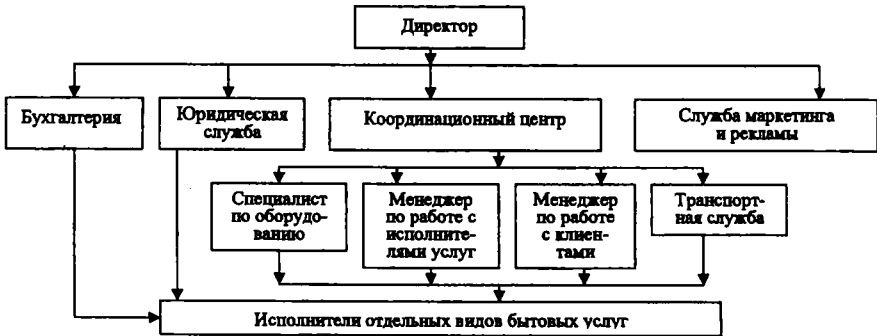 Директор
Бухгалтерия
Юридическая
служба
Координационный центр
Служба маркетинга
и рекламы
Специалист
по оборудо-
ванию
Менеджер
по работе с
исполните-
лями услуг
Менеджер
по работе
с клиен-
тами
Транспорт-
ная служба
Исполнители отдельных видов бытовых услуг